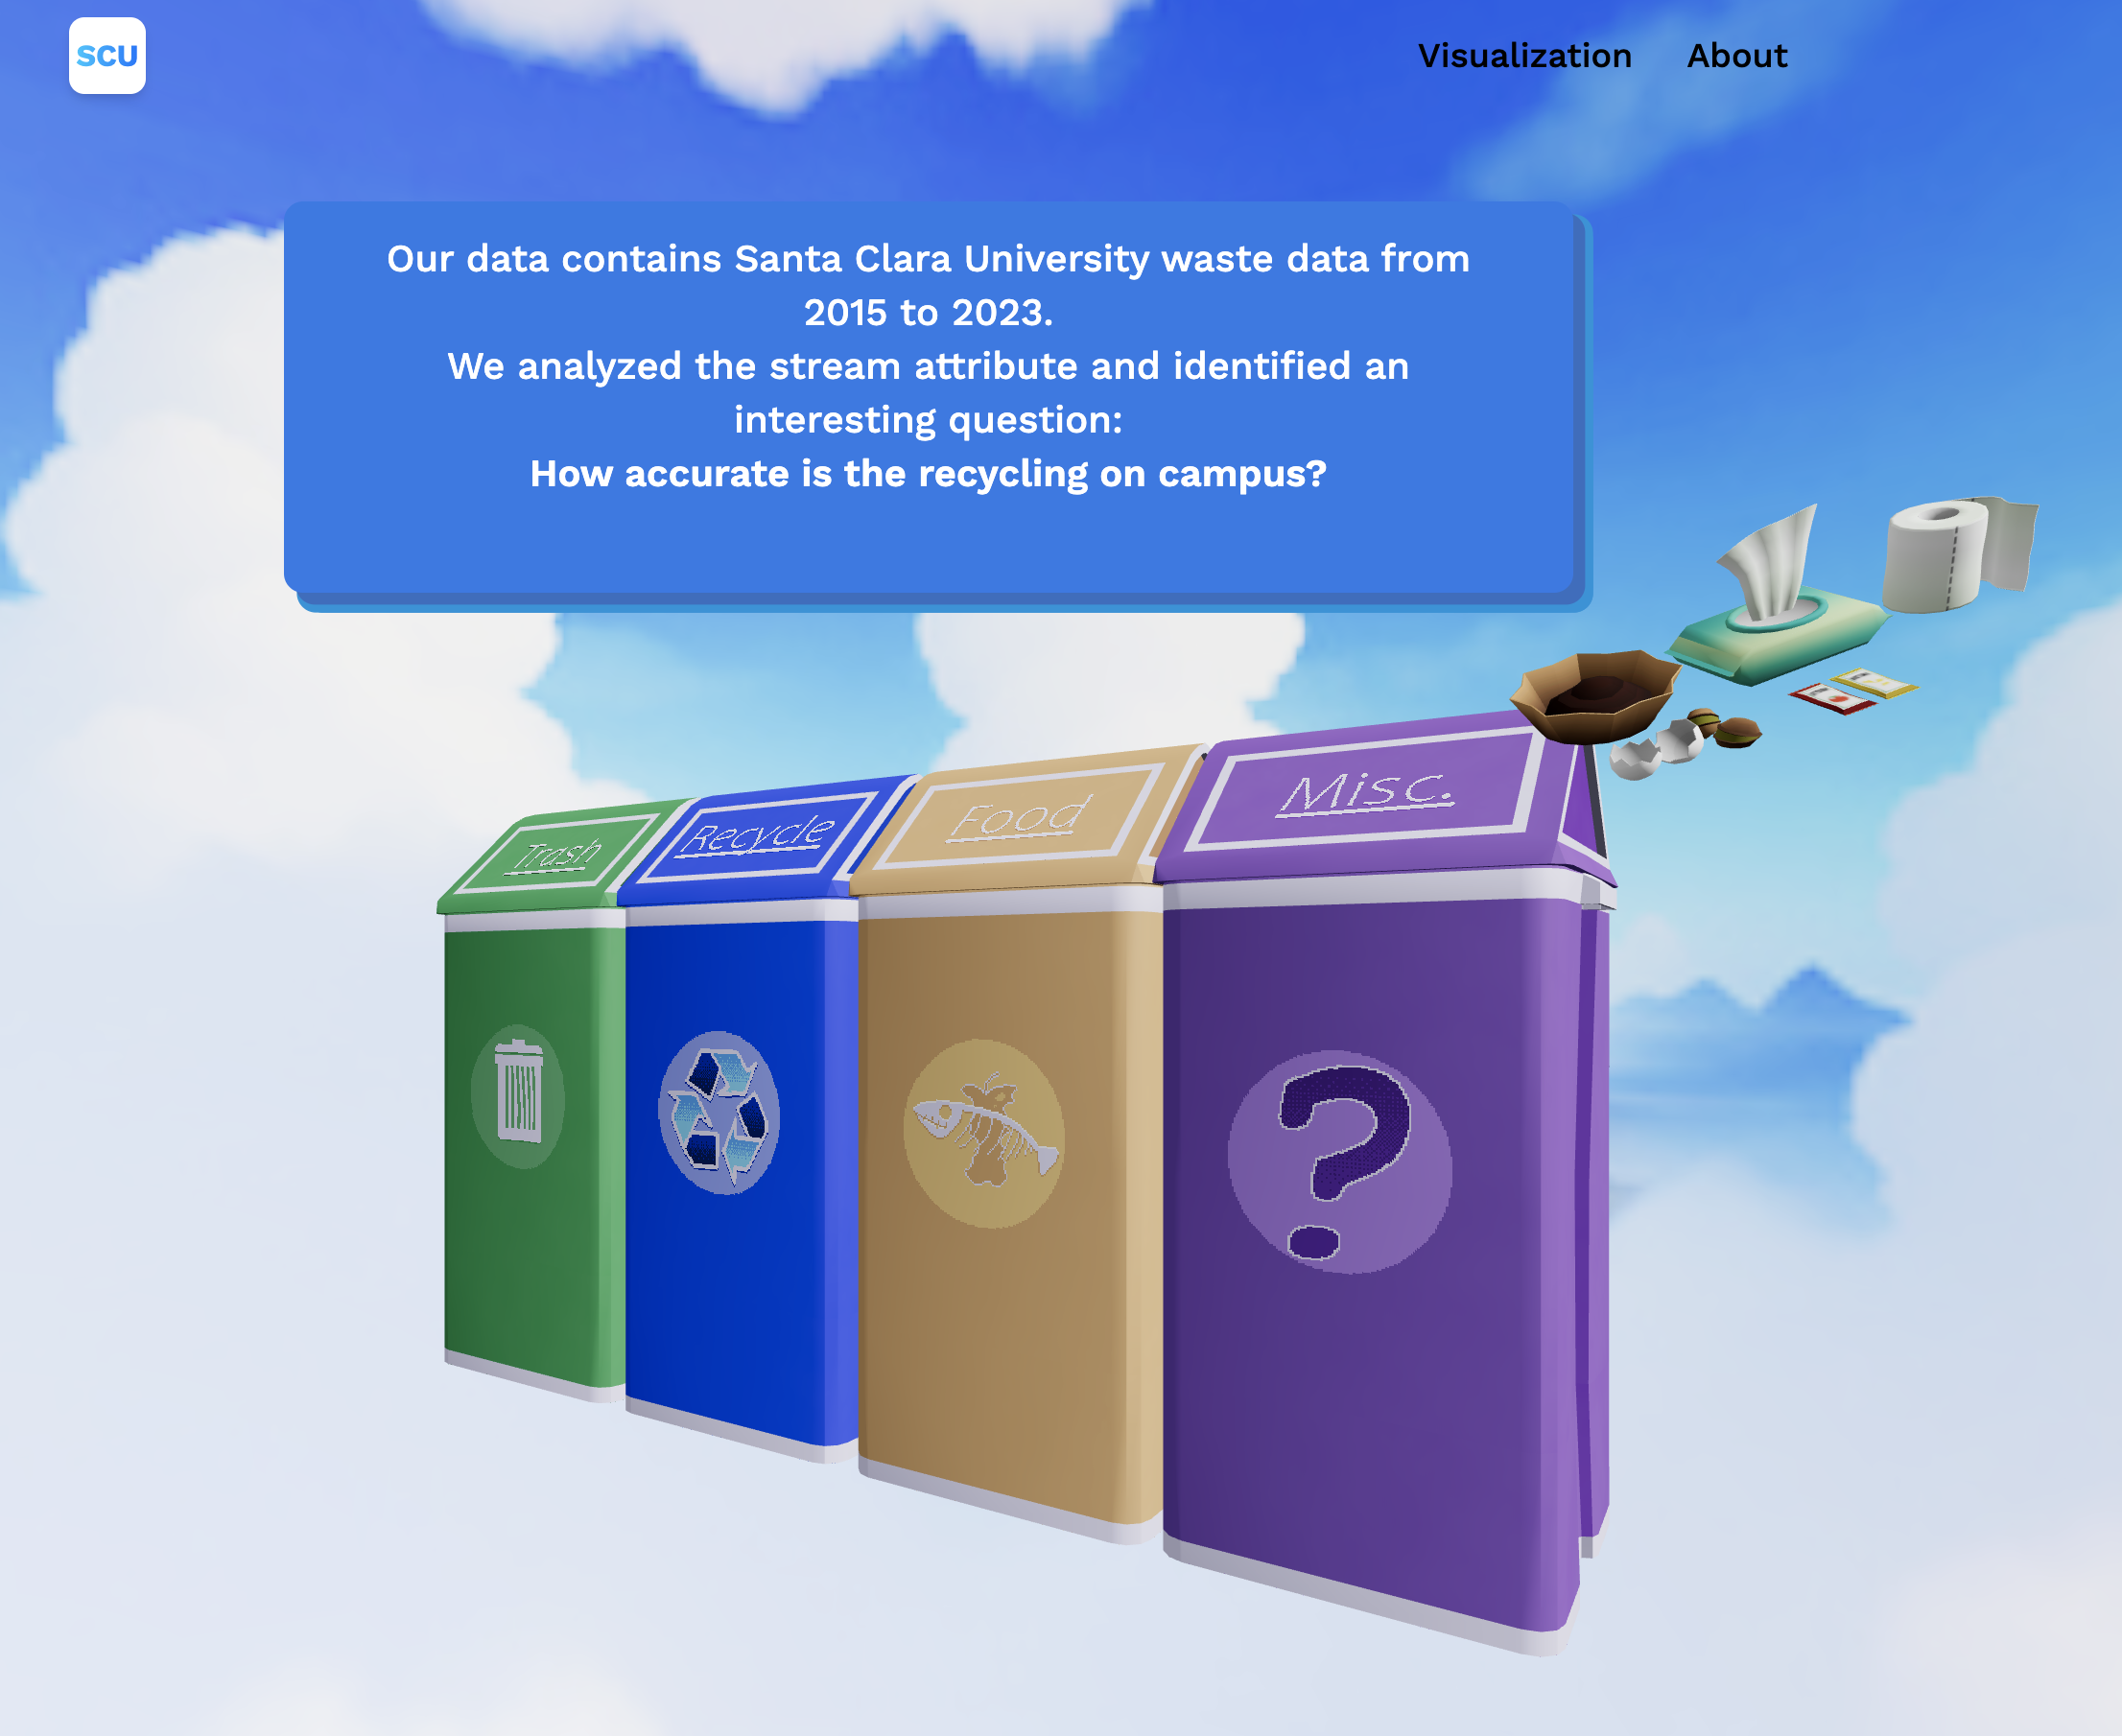 SCU
Visualization About
Our data contains Santa Clara University waste data from
2015 to 2023.
We analyzed the stream attribute and identified an
interesting question:
How accurate is the recycling on campus?
Trash
Recycle
Food
Misc.
?